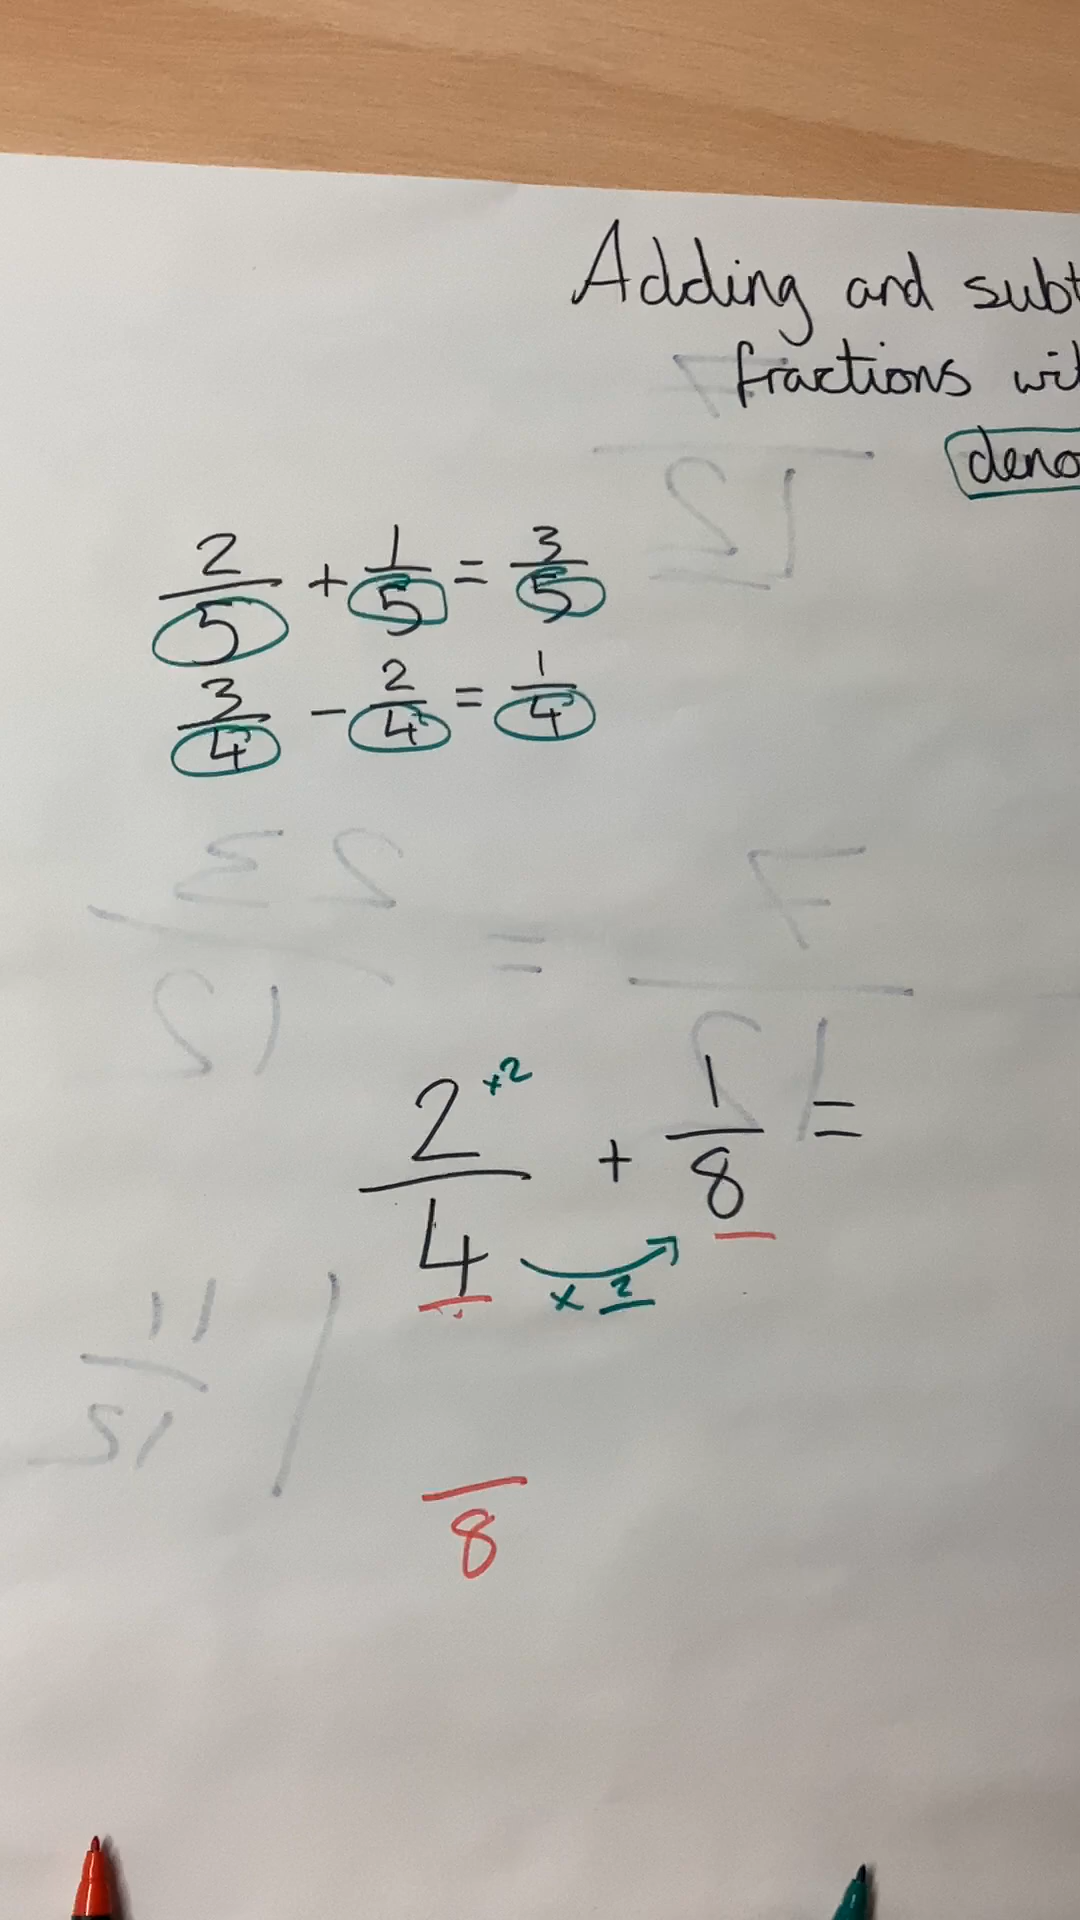 Adding and subt
fractions wit
deno
2/5 + 1/5 = 3/5
3/4 - 2/4 = 1/4
2/4 + 1/8 =
×2
× 2
8